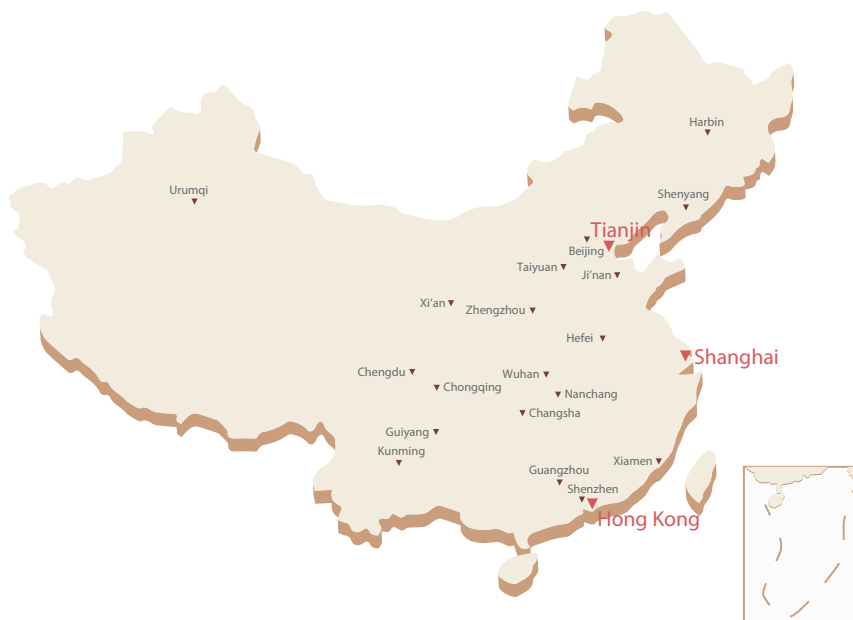 Harbin
Urumqi
Shenyang
Tianjin
Beijing
Taiyuan
Ji’nan
Xi’an
Zhengzhou
Hefei
Shanghai
Chengdu
Wuhan
Chongqing
Nanchang
Changsha
Guiyang
Kunming
Xiamen
Guangzhou
Shenzhen
Hong Kong